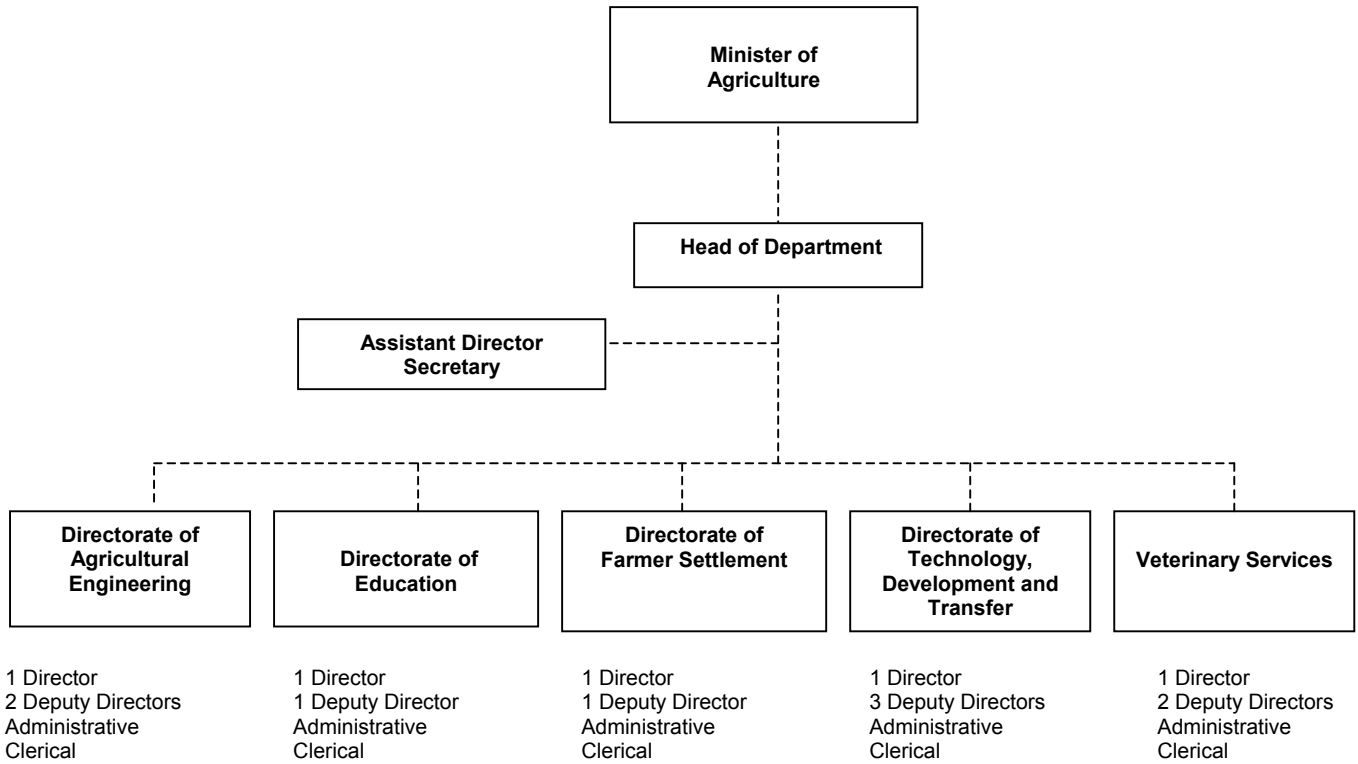 Minister of
Agriculture
Head of Department
Assistant Director
Secretary
Directorate of
Agricultural
Engineering
Directorate of
Education
Directorate of
Farmer Settlement
Directorate of
Technology,
Development and
Transfer
Veterinary Services
1 Director
2 Deputy Directors
Administrative
Clerical
1 Director
1 Deputy Director
Administrative
Clerical
1 Director
1 Deputy Director
Administrative
Clerical
1 Director
3 Deputy Directors
Administrative
Clerical
1 Director
2 Deputy Directors
Administrative
Clerical